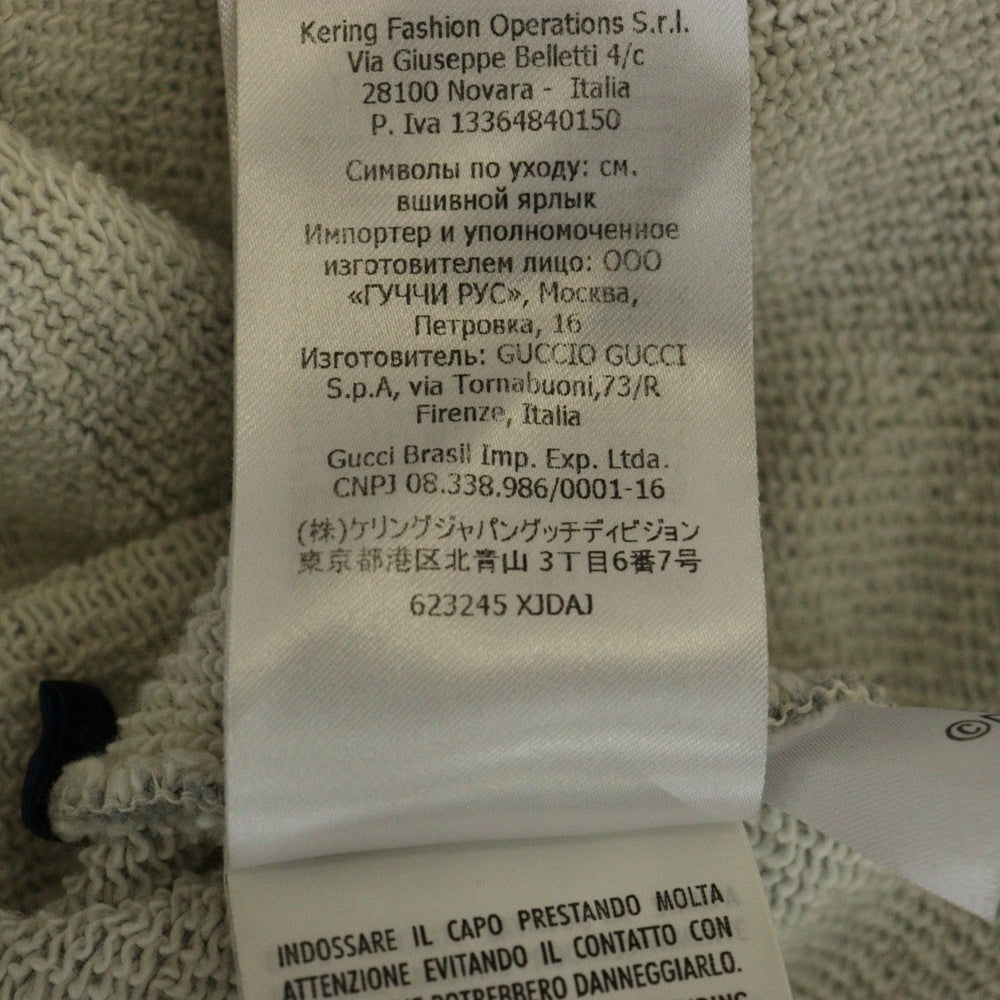 Kering Fashion Operations S.r.l.
Via Giuseppe Belletti 4/c
28100 Novara - Italia
P. Iva 13364840150
Символы по уходу: см.
вшивной ярлык
Импортер и уполномоченное
изготовителем лицо: ООО
«ГУЧЧИ РУС», Москва,
Петровка, 16
Изготовитель: GUCCIO GUCCI
S.p.A, via Tornabuoni,73/R
Firenze, Italia
Gucci Brasil Imp. Exp. Ltda.
CNPJ 08.338.986/0001-16
(株)ケリングジャパングッチディビジョン
東京都港区北青山 3丁目6番7号
623245 XJDAJ
©
INDOSSARE IL CAPO PRESTANDO MOLTA
ATTENZIONE EVITANDO IL CONTATTO CON
POTREBBERO DANNEGGIARLO.